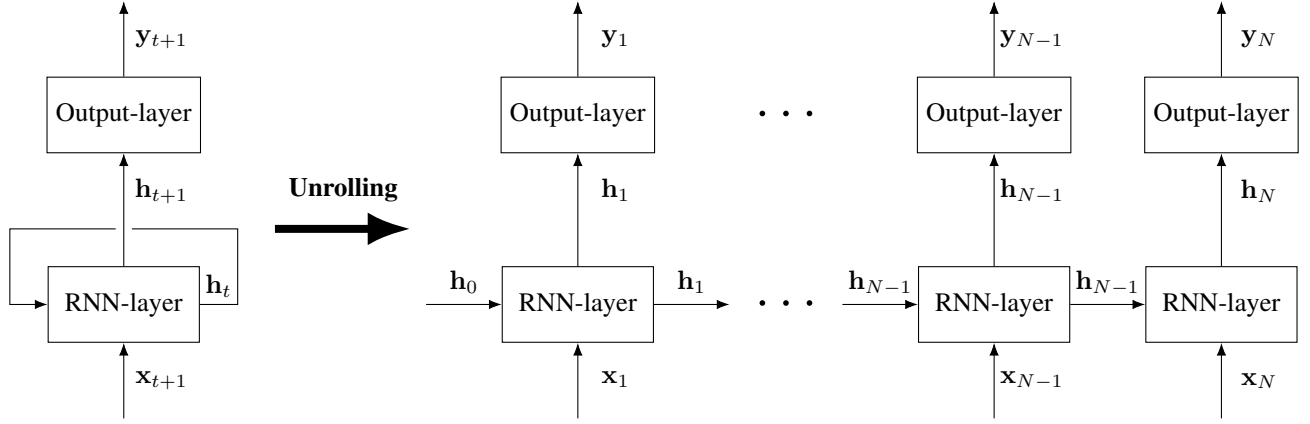 y_{t+1} y_1 y_{N−1} y_N
Output-layer Output-layer · · · Output-layer Output-layer
h_{t+1} Unrolling h_1 h_{N−1} h_N
h_t h_0 h_1 h_{N−1} h_{N−1}
RNN-layer RNN-layer · · · RNN-layer RNN-layer
x_{t+1} x_1 x_{N−1} x_N